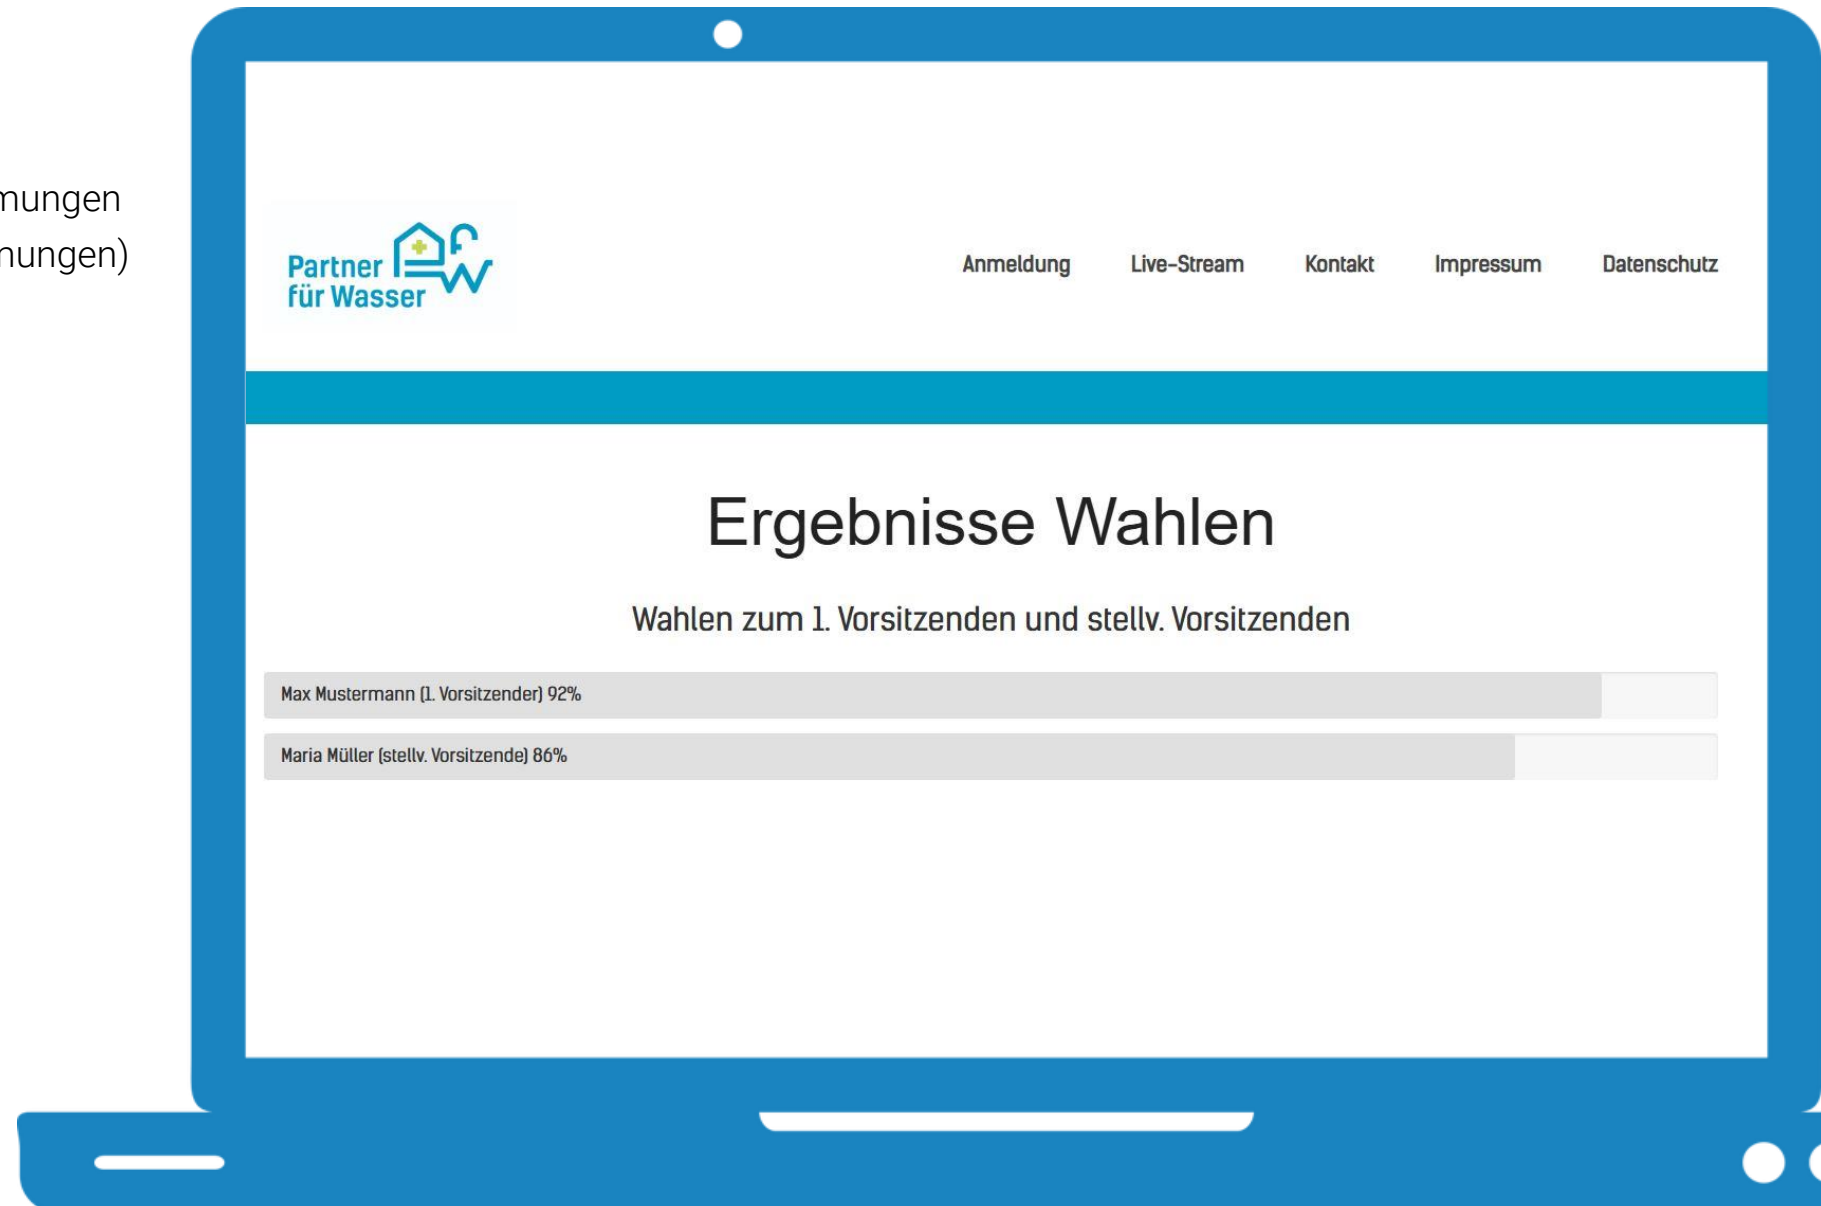 mungen
nungen)
Partner
für Wasser
Anmeldung Live-Stream Kontakt Impressum Datenschutz
Ergebnisse Wahlen
Wahlen zum 1. Vorsitzenden und stellv. Vorsitzenden
Max Mustermann (1. Vorsitzender) 92%
Maria Müller (stellv. Vorsitzende) 86%